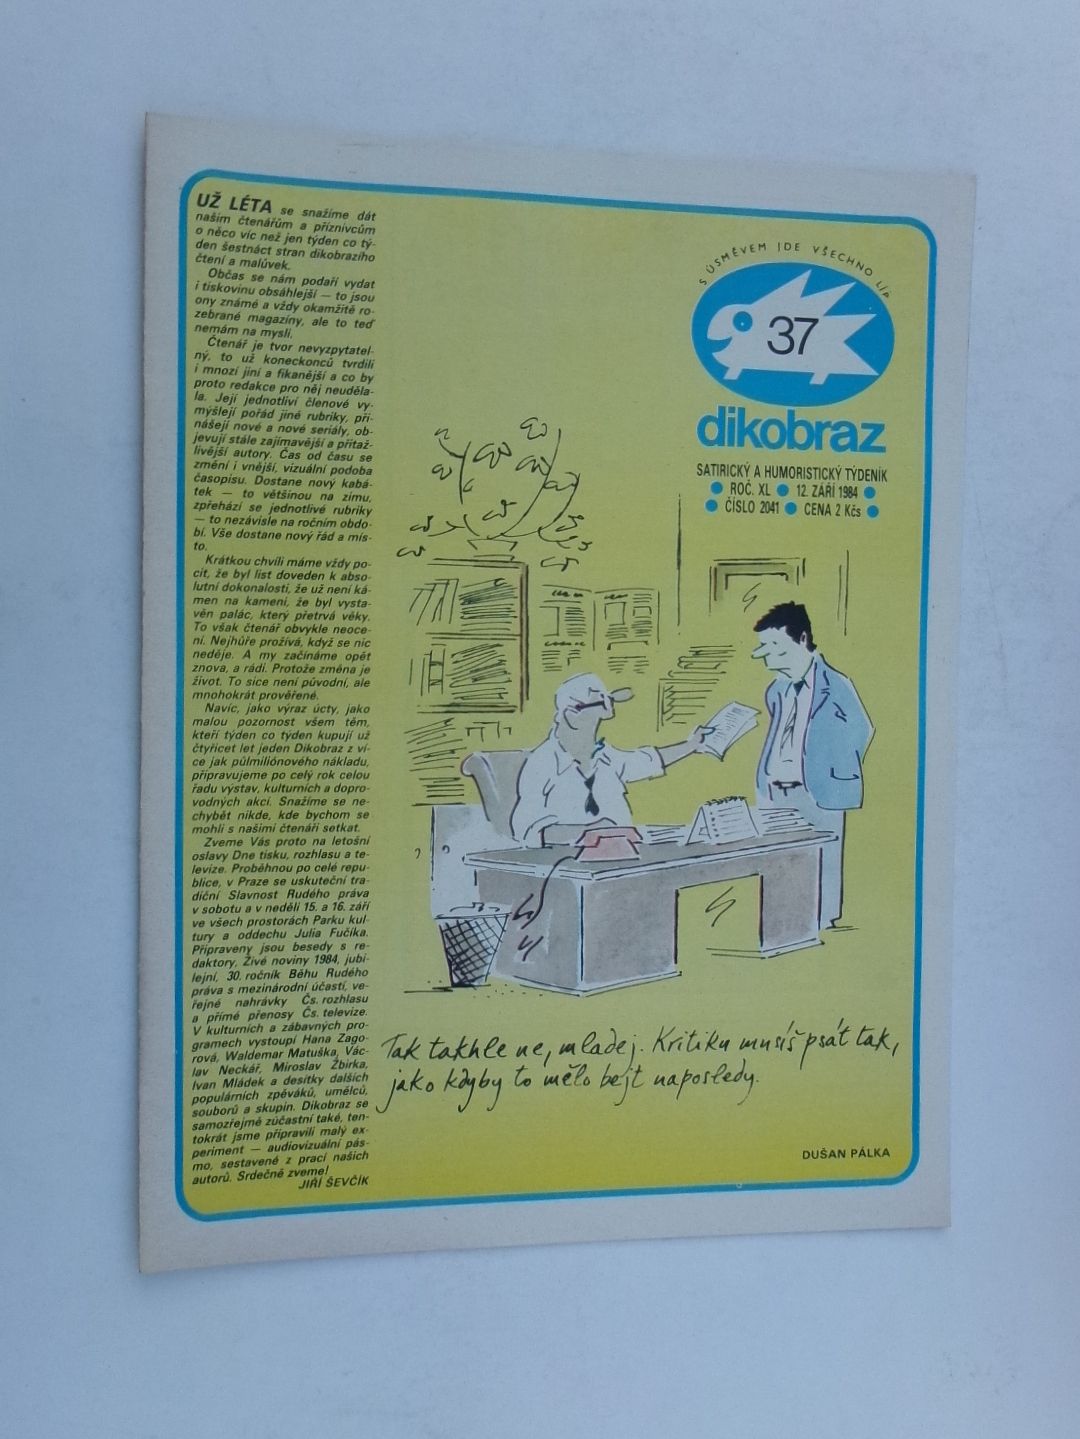 UŽ LÉTA se snažíme dát
našim čtenářům a příznivcům
o něco víc než jen týden co tý-
den šestnáct stran dikobrazího
čtení a malůvek.
Občas se nám podaří vydat
i tiskovinu obsáhlejší — to jsou
ony známé a vždy okamžitě ro-
zebrané magazíny, ale to teď
nemám na mysli.
Čtenář je tvor nevyzpytatel-
ný, to už koneckonců tvrdili
i mnozí jiní a fikanější a co by
proto redakce pro něj neuděla-
la. Její jednotliví členové vy-
mýšlejí pořád jiné rubriky, při-
nášejí nové a nové seriály, ob-
jevují stále zajímavější a přitaž-
livější autory. Čas od času se
změní i vnější, vizuální podoba
časopisu. Dostane nový kabá-
tek — to většinou na zimu,
zpřehází se jednotlivé rubriky
— to nezávisle na ročním obdo-
bí. Vše dostane nový řád a mís-
to.
Krátkou chvíli máme vždy po-
cit, že byl list doveden k abso-
lutní dokonalosti, že už není ká-
men na kameni, že byl vysta-
věn palác, který přetrvá věky.
To však čtenář obvykle neoce-
ní. Nejhůře prožívá, když se nic
neděje. A my začínáme opět
znova, a rádi. Protože změna je
život. To sice není původní, ale
mnohokrát prověřené.
Navíc, jako výraz úcty, jako
malou pozornost všem těm,
kteří týden co týden kupují už
čtyřicet let jeden Dikobraz z ví-
ce jak půlmiliónového nákladu,
připravujeme po celý rok celou
řadu výstav, kulturních a dopro-
vodných akcí. Snažíme se ne-
chybět nikde, kde bychom se
mohli s našimi čtenáři setkat.
Zveme Vás proto na letošní
oslavy Dne tisku, rozhlasu a te-
levize. Proběhnou po celé repu-
blice, v Praze se uskuteční tra-
diční Slavnost Rudého práva
v sobotu a v neděli 15. a 16. září
ve všech prostorách Parku kul-
tury a oddechu Julia Fučíka.
Připraveny jsou besedy s re-
daktory, Živé noviny 1984, jubi-
lejní, 30. ročník Běhu Rudého
práva s mezinárodní účastí, ve-
řejné nahrávky Čs. rozhlasu
a přímé přenosy Čs. televize.
V kulturních a zábavných pro-
gramech vystoupí Hana Zago-
rová, Waldemar Matuška, Vác-
lav Neckář, Miroslav Žbirka,
Ivan Mládek a desítky dalších
populárních zpěváků, umělců,
souborů a skupin. Dikobraz se
samozřejmě zúčastní také, ten-
tokrát jsme připravili malý ex-
periment — audiovizuální pás-
mo, sestavené z prací našich
autorů. Srdečně zveme!
JIŘÍ ŠEVČÍK
S ÚSMĚVEM JDE VŠECHNO LÍP
37
dikobraz
SATIRICKÝ A HUMORISTICKÝ TÝDENÍK
● ROČ. XL ● 12. ZÁŘÍ 1984 ●
● ČÍSLO 2041 ● CENA 2 Kčs ●
Tak takhle ne, mladej. Kritiku musíš psát tak,
jako kdyby to mělo bejt naposledy.
DUŠAN PÁLKA